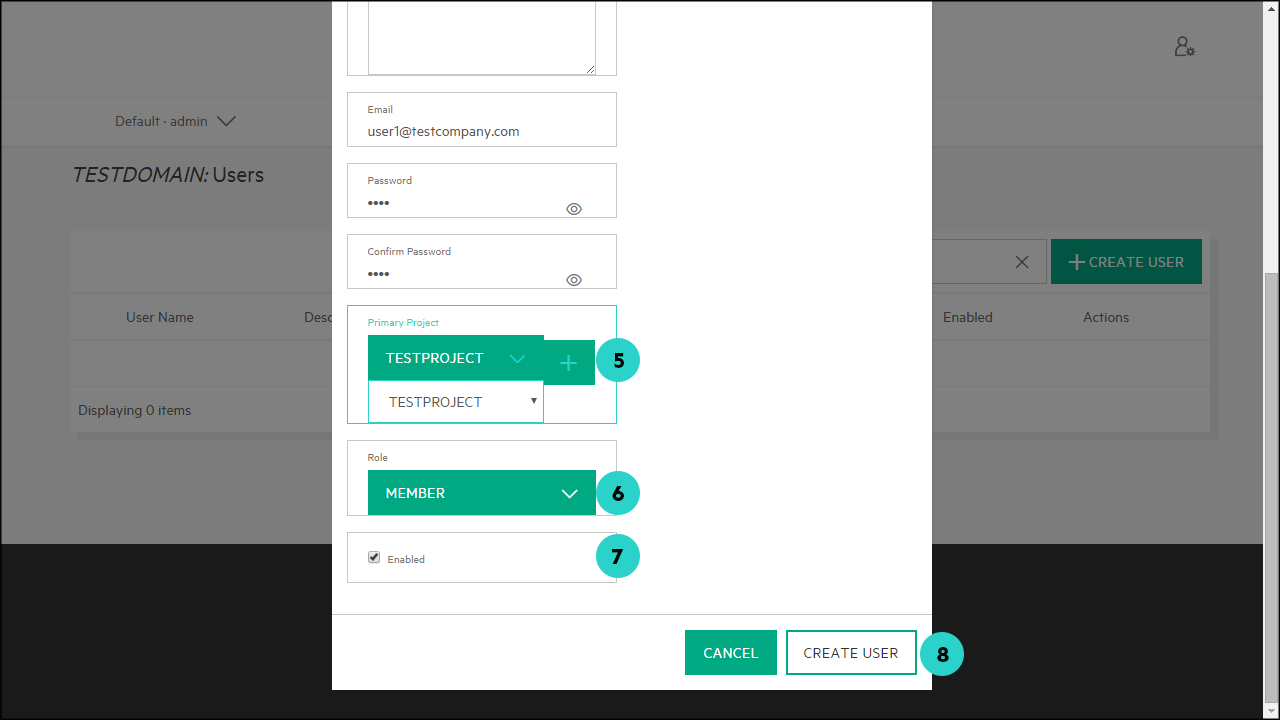 Default · admin
TESTDOMAIN: Users
CREATE USER
User Name
Desc
Enabled
Actions
Displaying 0 items
Email
user1@testcompany.com
Password
••••
Confirm Password
••••
Primary Project
TESTPROJECT
5
TESTPROJECT
Role
MEMBER
6
Enabled
7
CANCEL
CREATE USER
8